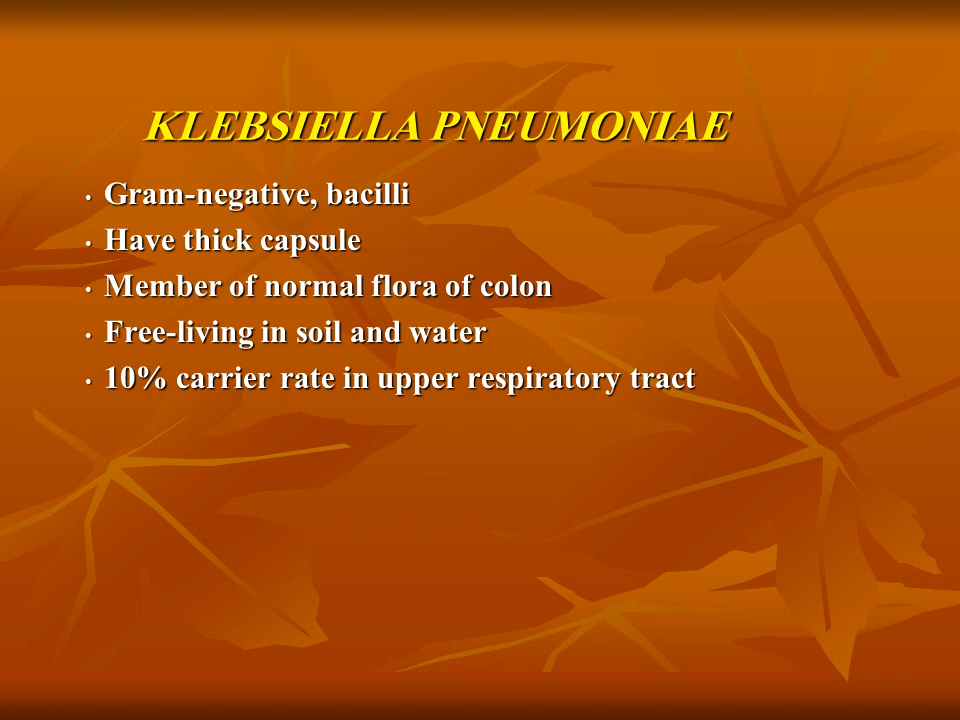 KLEBSIELLA PNEUMONIAE
• Gram-negative, bacilli
• Have thick capsule
• Member of normal flora of colon
• Free-living in soil and water
• 10% carrier rate in upper respiratory tract